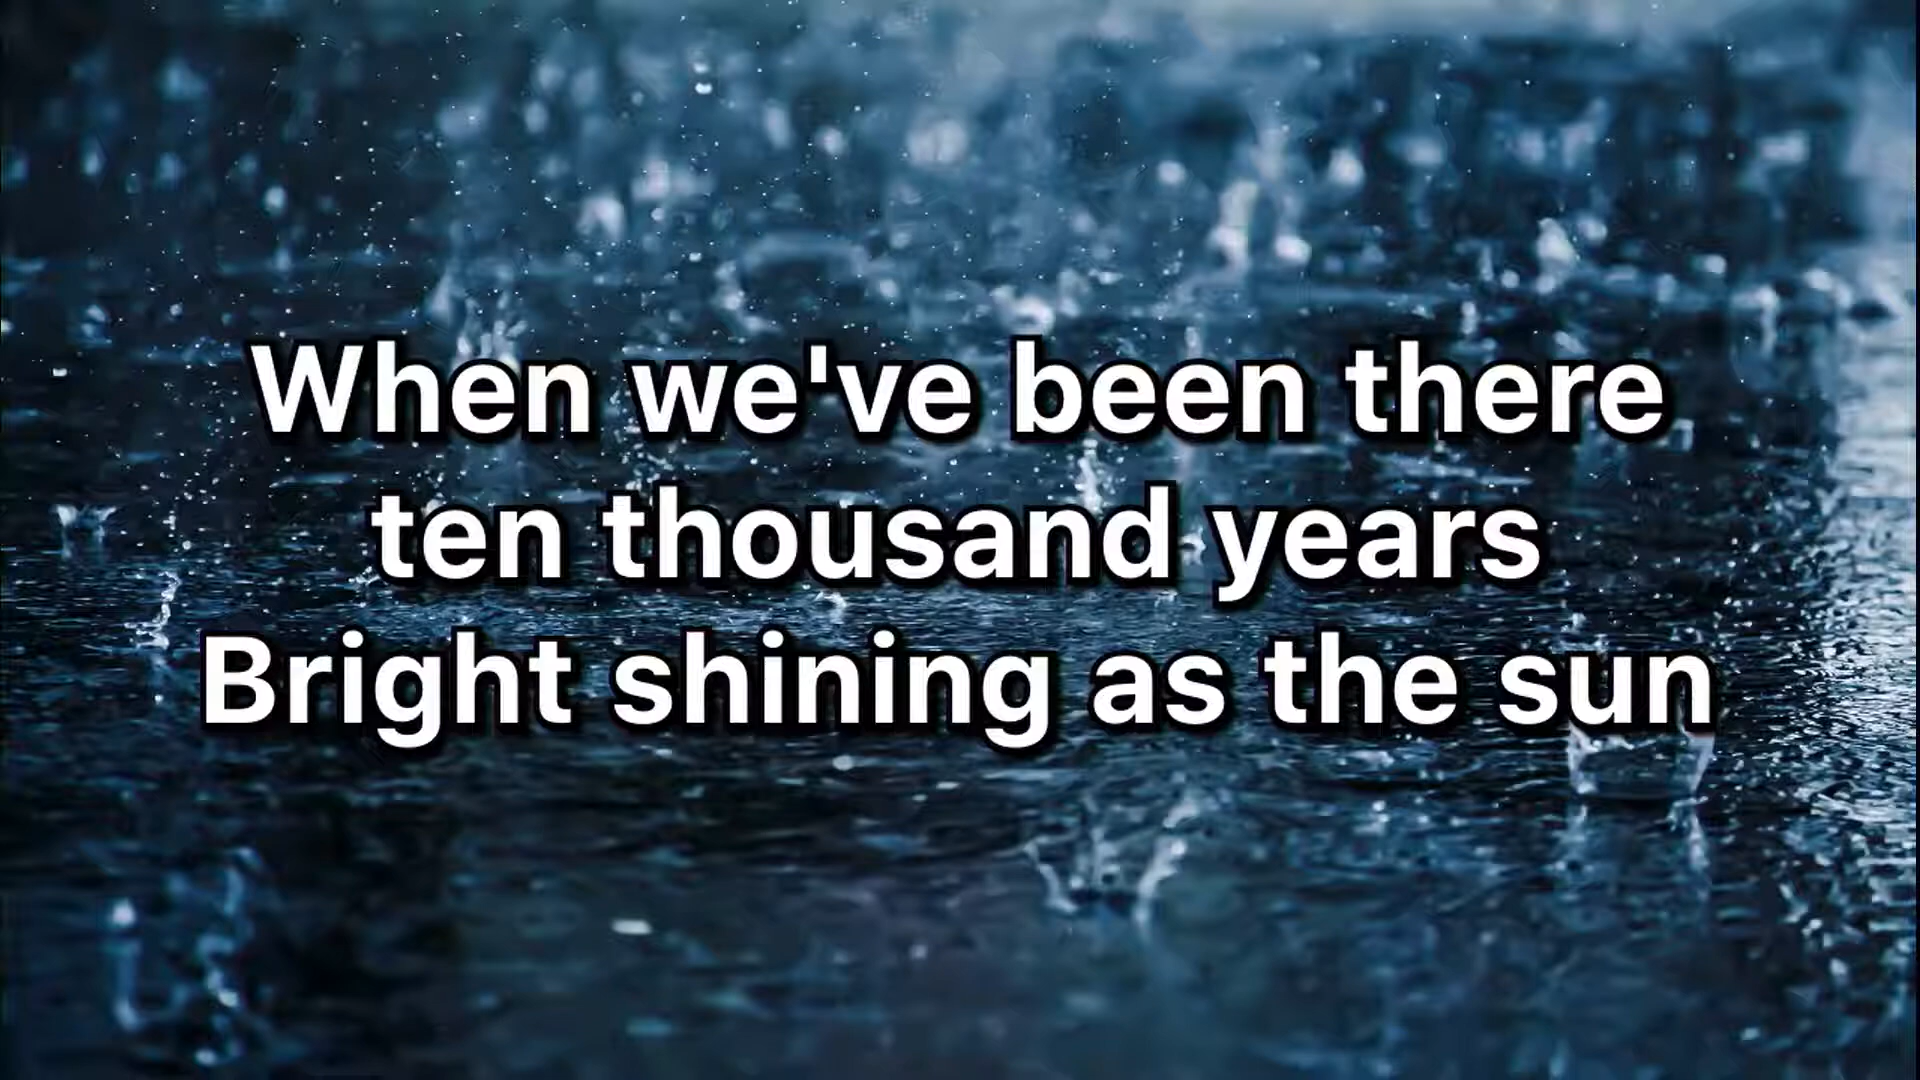 When we've been there
ten thousand years
Bright shining as the sun